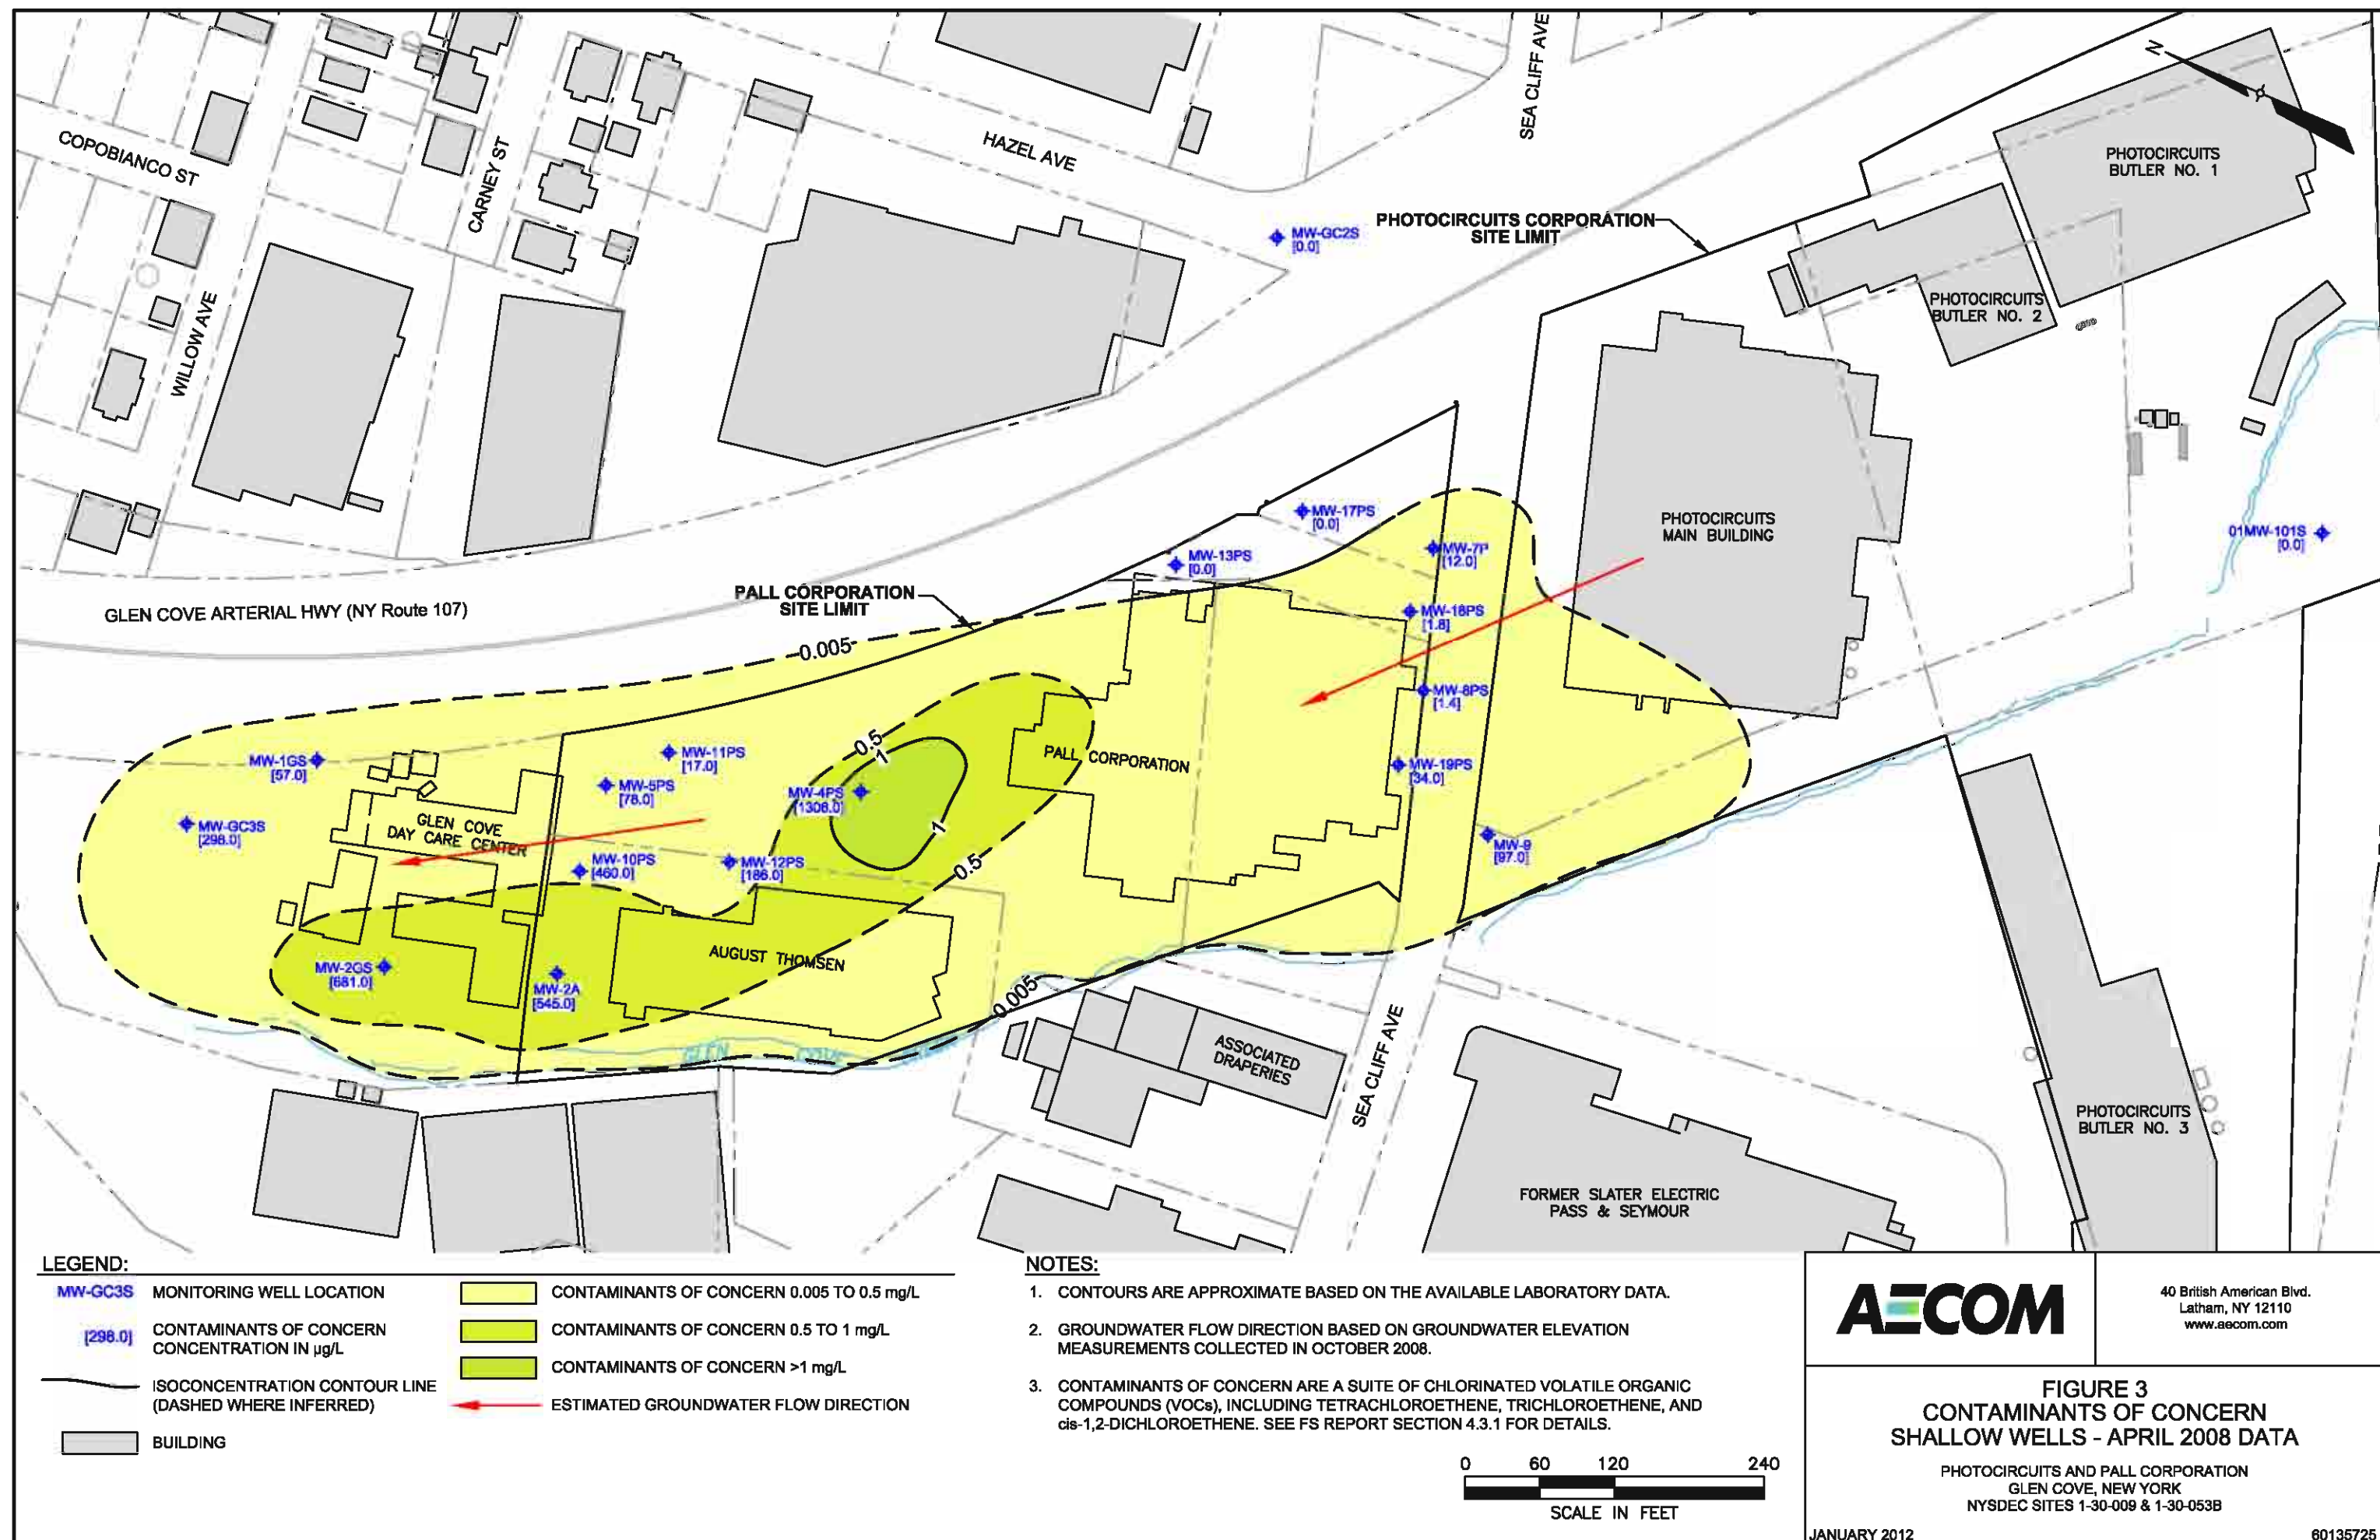 SEA CLIFF AVE
N
COPOBIANCO ST
CARNEY ST
HAZEL AVE
WILLOW AVE
PHOTOCIRCUITS
BUTLER NO. 1
PHOTOCIRCUITS CORPORATION
SITE LIMIT
MW-GC2S
[0.0]
PHOTOCIRCUITS
BUTLER NO. 2
PHOTOCIRCUITS
MAIN BUILDING
01MW-101S
[0.0]
MW-17PS
[0.0]
MW-13PS
[0.0]
MW-7P
[12.0]
MW-18PS
[1.8]
MW-8PS
[1.4]
MW-19PS
[34.0]
MW-9
[97.0]
GLEN COVE ARTERIAL HWY (NY Route 107)
PALL CORPORATION
SITE LIMIT
0.005
MW-1GS
[57.0]
MW-GC3S
[298.0]
MW-11PS
[17.0]
MW-5PS
[78.0]
0.5
1
MW-4PS
[1308.0]
1
PALL CORPORATION
GLEN COVE
DAY CARE CENTER
MW-10PS
[460.0]
MW-12PS
[186.0]
0.5
AUGUST THOMSEN
MW-2GS
[681.0]
MW-2A
[545.0]
0.005
GLEN COVE
ASSOCIATED
DRAPERIES
SEA CLIFF AVE
FORMER SLATER ELECTRIC
PASS & SEYMOUR
PHOTOCIRCUITS
BUTLER NO. 3
LEGEND:
MW-GC3S MONITORING WELL LOCATION
[298.0] CONTAMINANTS OF CONCERN
CONCENTRATION IN µg/L
ISOCONCENTRATION CONTOUR LINE
(DASHED WHERE INFERRED)
BUILDING
CONTAMINANTS OF CONCERN 0.005 TO 0.5 mg/L
CONTAMINANTS OF CONCERN 0.5 TO 1 mg/L
CONTAMINANTS OF CONCERN >1 mg/L
ESTIMATED GROUNDWATER FLOW DIRECTION
NOTES:
1. CONTOURS ARE APPROXIMATE BASED ON THE AVAILABLE LABORATORY DATA.
2. GROUNDWATER FLOW DIRECTION BASED ON GROUNDWATER ELEVATION
MEASUREMENTS COLLECTED IN OCTOBER 2008.
3. CONTAMINANTS OF CONCERN ARE A SUITE OF CHLORINATED VOLATILE ORGANIC
COMPOUNDS (VOCs), INCLUDING TETRACHLOROETHENE, TRICHLOROETHENE, AND
cis-1,2-DICHLOROETHENE. SEE FS REPORT SECTION 4.3.1 FOR DETAILS.
0 60 120 240
SCALE IN FEET
AECOM
40 British American Blvd.
Latham, NY 12110
www.aecom.com
FIGURE 3
CONTAMINANTS OF CONCERN
SHALLOW WELLS - APRIL 2008 DATA
PHOTOCIRCUITS AND PALL CORPORATION
GLEN COVE, NEW YORK
NYSDEC SITES 1-30-009 & 1-30-053B
JANUARY 2012
60135725